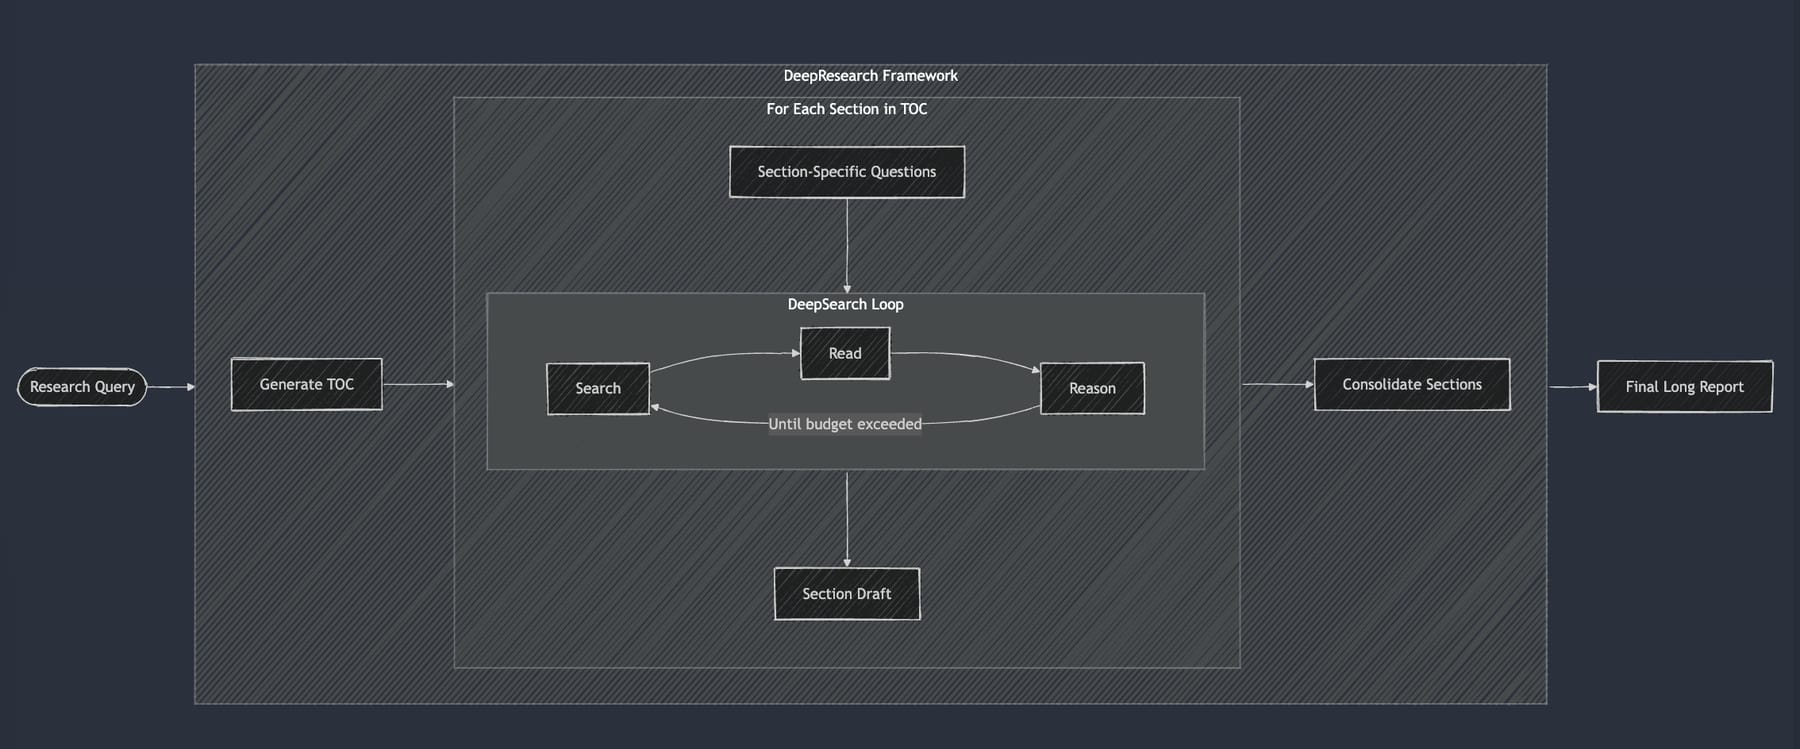 DeepResearch Framework
For Each Section in TOC
Section-Specific Questions
DeepSearch Loop
Read
Search
Reason
Until budget exceeded
Section Draft
Research Query
Generate TOC
Consolidate Sections
Final Long Report